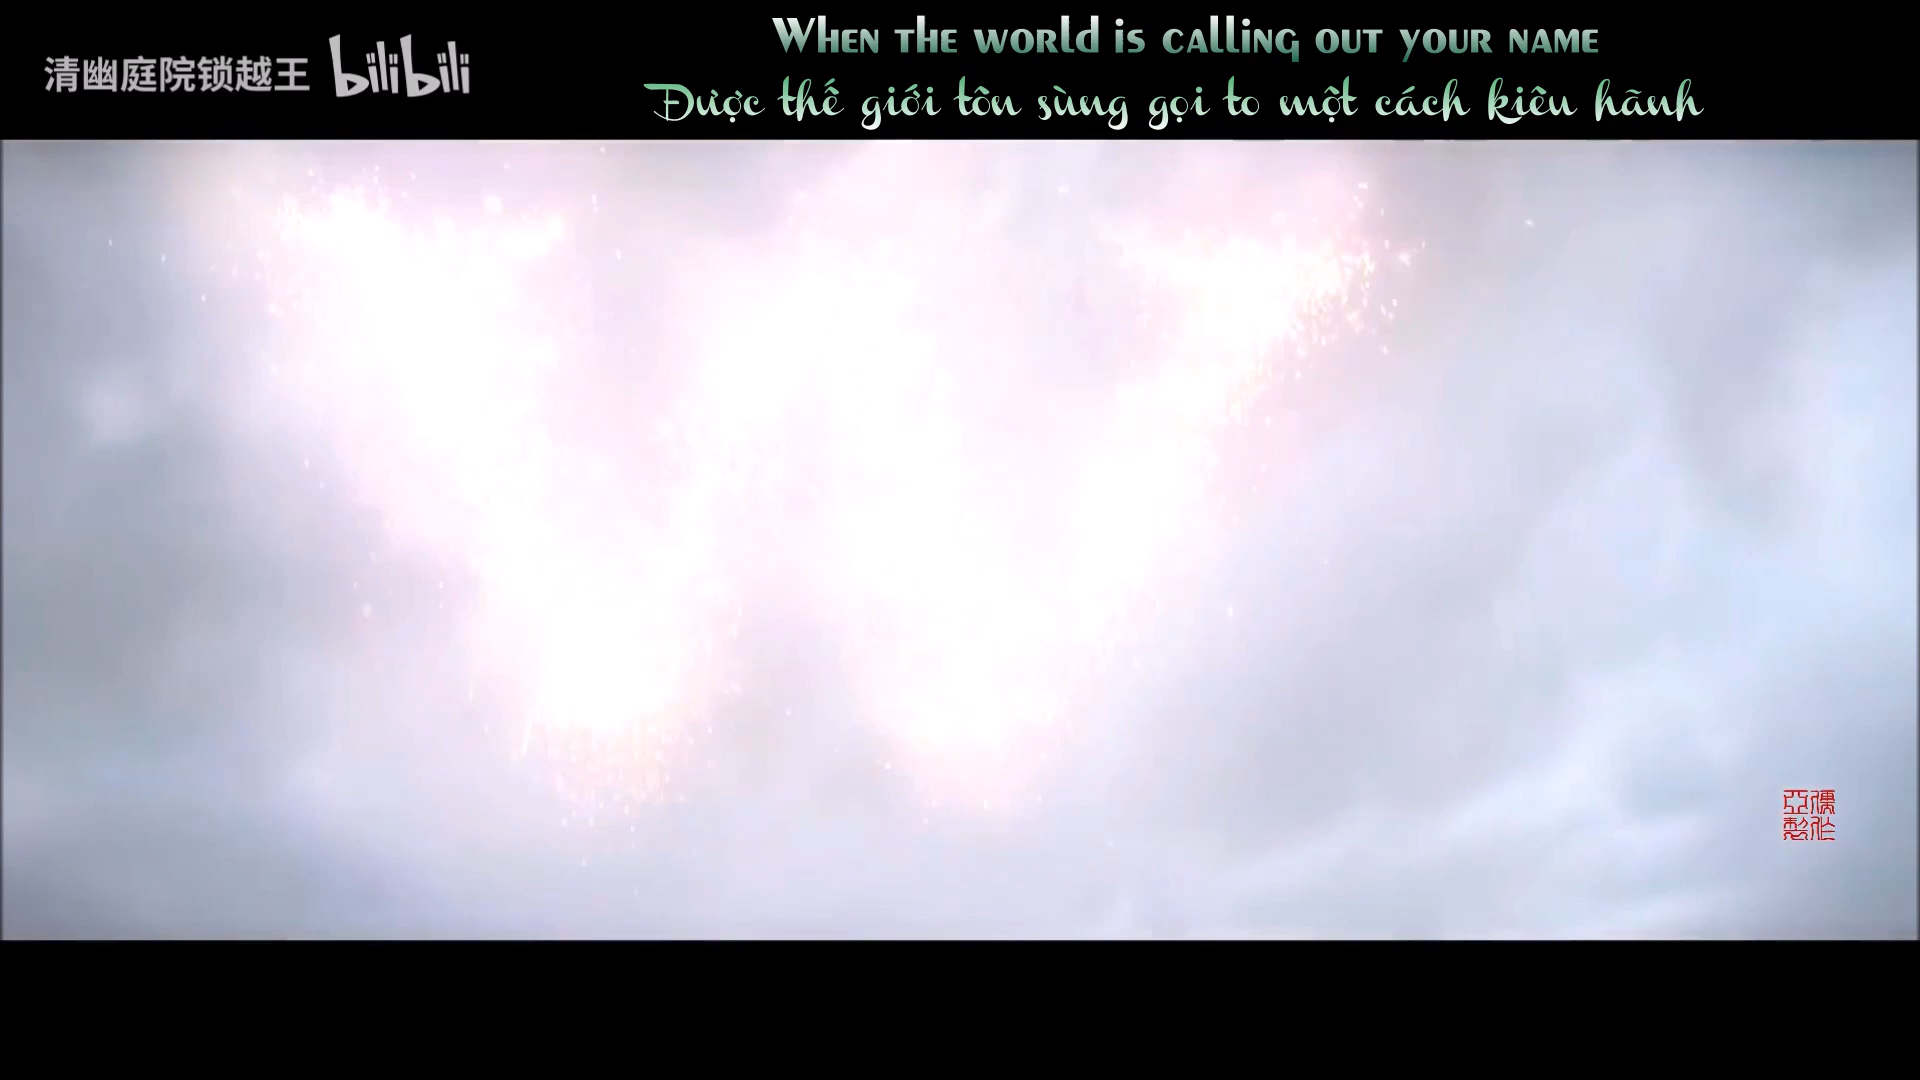 清幽庭院锁越王 bilibili
When the world is calling out your name
Được thế giới tôn sùng gọi to một cách kiêu hãnh